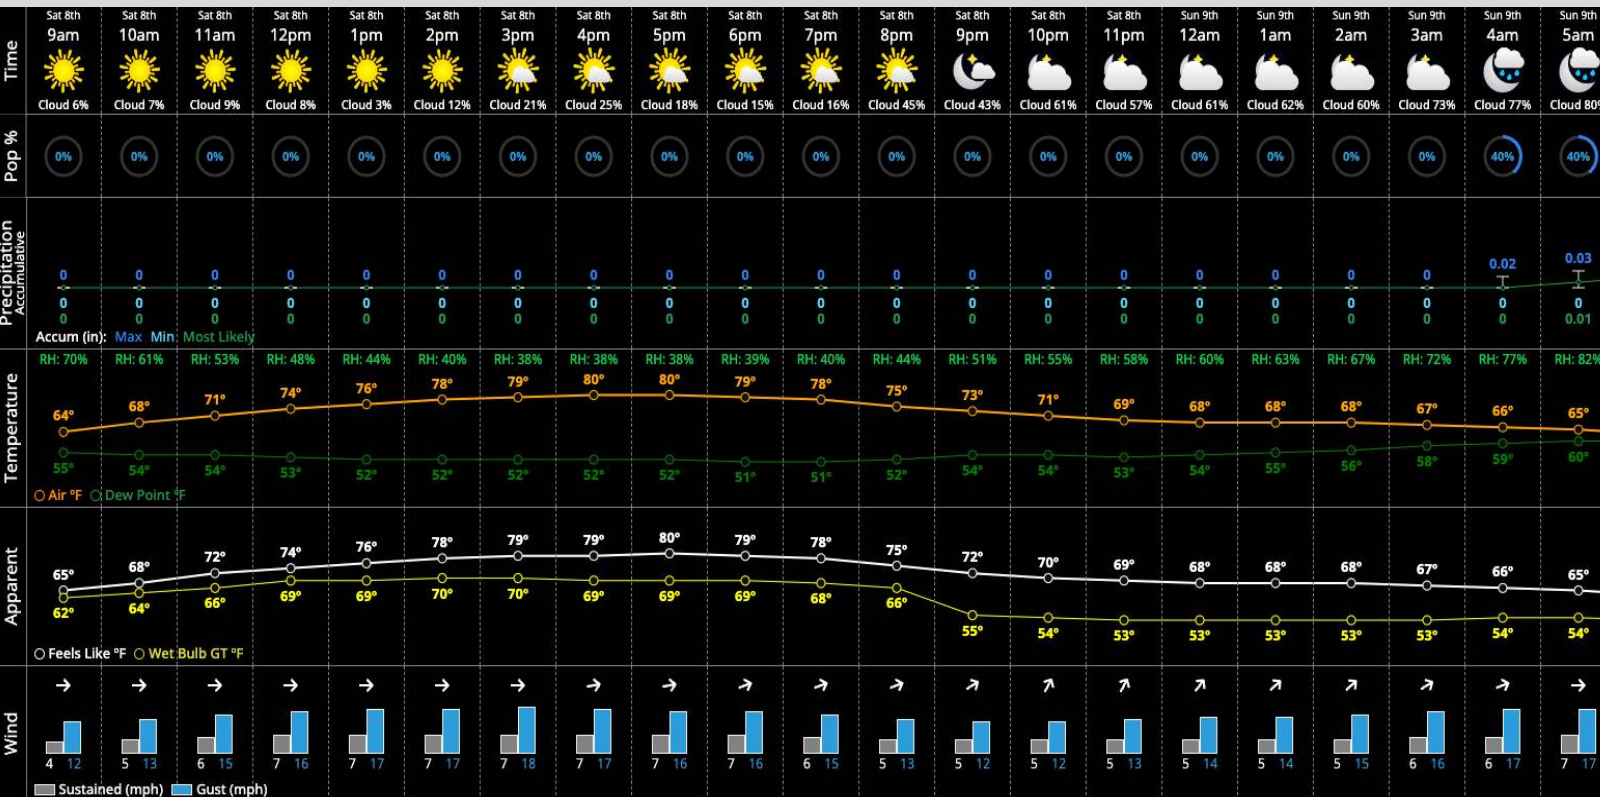 Sat 8th Sat 8th Sat 8th Sat 8th Sat 8th Sat 8th Sat 8th Sat 8th Sat 8th Sat 8th Sat 8th Sat 8th Sat 8th Sat 8th Sat 8th Sun 9th Sun 9th Sun 9th Sun 9th Sun 9th Sun 9th
Time
9am 10am 11am 12pm 1pm 2pm 3pm 4pm 5pm 6pm 7pm 8pm 9pm 10pm 11pm 12am 1am 2am 3am 4am 5am
Cloud 6% Cloud 7% Cloud 9% Cloud 8% Cloud 3% Cloud 12% Cloud 21% Cloud 25% Cloud 18% Cloud 15% Cloud 16% Cloud 45% Cloud 43% Cloud 61% Cloud 57% Cloud 61% Cloud 62% Cloud 60% Cloud 73% Cloud 77% Cloud 80%
Pop %
0% 0% 0% 0% 0% 0% 0% 0% 0% 0% 0% 0% 0% 0% 0% 0% 0% 0% 0% 40% 40%
Precipitation
Accumulative
0 0 0 0 0 0 0 0 0 0 0 0 0 0 0 0 0 0 0 0.02 0.03
0 0 0 0 0 0 0 0 0 0 0 0 0 0 0 0 0 0 0 0 0
0 0 0 0 0 0 0 0 0 0 0 0 0 0 0 0 0 0 0 0 0.01
Accum (in): Max Min Most Likely
Temperature
RH: 70% RH: 61% RH: 53% RH: 48% RH: 44% RH: 40% RH: 38% RH: 38% RH: 38% RH: 39% RH: 40% RH: 44% RH: 51% RH: 55% RH: 58% RH: 60% RH: 63% RH: 67% RH: 72% RH: 77% RH: 82%
64° 68° 71° 74° 76° 78° 79° 80° 80° 79° 78° 75° 73° 71° 69° 68° 68° 68° 67° 66° 65°
55° 54° 54° 53° 52° 52° 52° 52° 52° 51° 51° 52° 54° 54° 53° 54° 55° 56° 58° 59° 60°
Air °F Dew Point °F
Apparent
65° 68° 72° 74° 76° 78° 79° 79° 80° 79° 78° 75° 72° 70° 69° 68° 68° 68° 67° 66° 65°
62° 64° 66° 69° 69° 70° 70° 69° 69° 69° 68° 66° 55° 54° 53° 53° 53° 53° 53° 54° 54°
Feels Like °F Wet Bulb GT °F
Wind
4 12 5 13 6 15 7 16 7 17 7 17 7 18 7 17 7 16 7 16 6 15 5 13 5 12 5 12 5 13 5 14 5 14 5 15 6 16 6 17 7 17
Sustained (mph) Gust (mph)